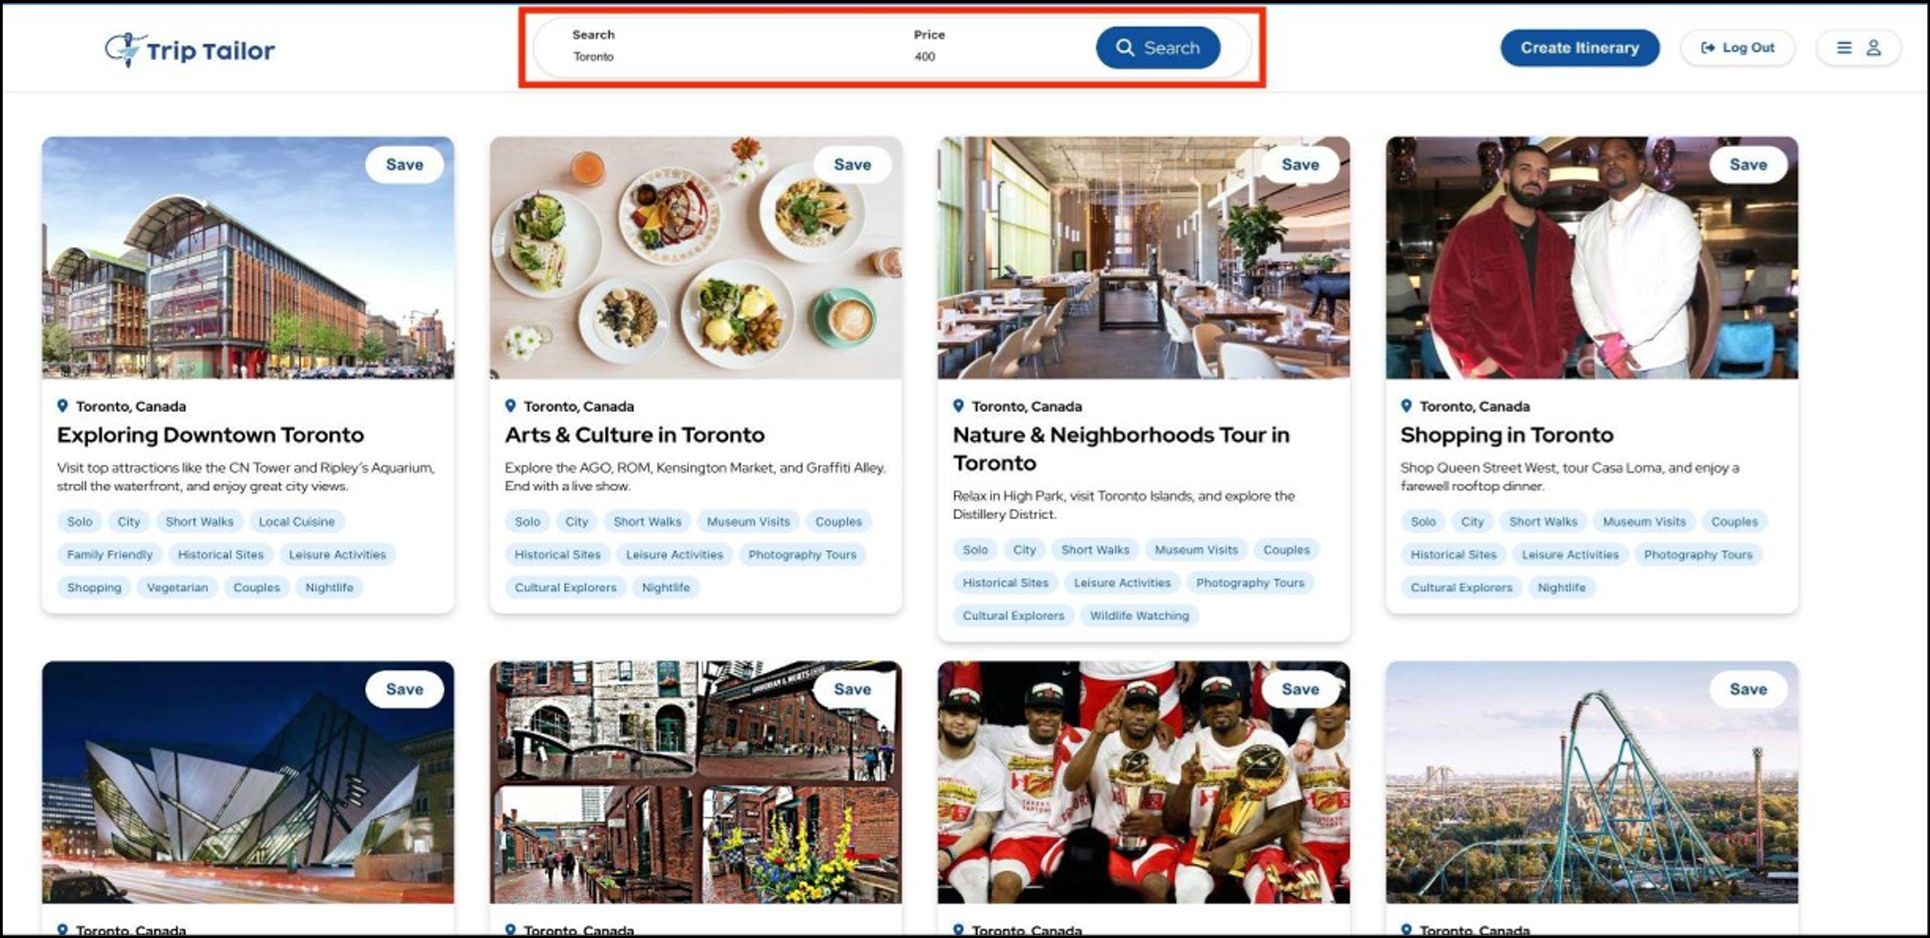 Trip Tailor
Search
Toronto
Price
400
Search
Create Itinerary
Log Out
Save
Save
Save
Save
Toronto, Canada
Exploring Downtown Toronto
Visit top attractions like the CN Tower and Ripley's Aquarium,
stroll the waterfront, and enjoy great city views.
Solo City Short Walks Local Cuisine
Family Friendly Historical Sites Leisure Activities
Shopping Vegetarian Couples Nightlife
Toronto, Canada
Arts & Culture in Toronto
Explore the AGO, ROM, Kensington Market, and Graffiti Alley.
End with a live show.
Solo City Short Walks Museum Visits Couples
Historical Sites Leisure Activities Photography Tours
Cultural Explorers Nightlife
Toronto, Canada
Nature & Neighborhoods Tour in
Toronto
Relax in High Park, visit Toronto Islands, and explore the
Distillery District.
Solo City Short Walks Museum Visits Couples
Historical Sites Leisure Activities Photography Tours
Cultural Explorers Wildlife Watching
Toronto, Canada
Shopping in Toronto
Shop Queen Street West, tour Casa Loma, and enjoy a
farewell rooftop dinner.
Solo City Short Walks Museum Visits Couples
Historical Sites Leisure Activities Photography Tours
Cultural Explorers Nightlife
Save
Save
Save
Save
Toronto, Canada
Toronto, Canada
Toronto, Canada
Toronto, Canada